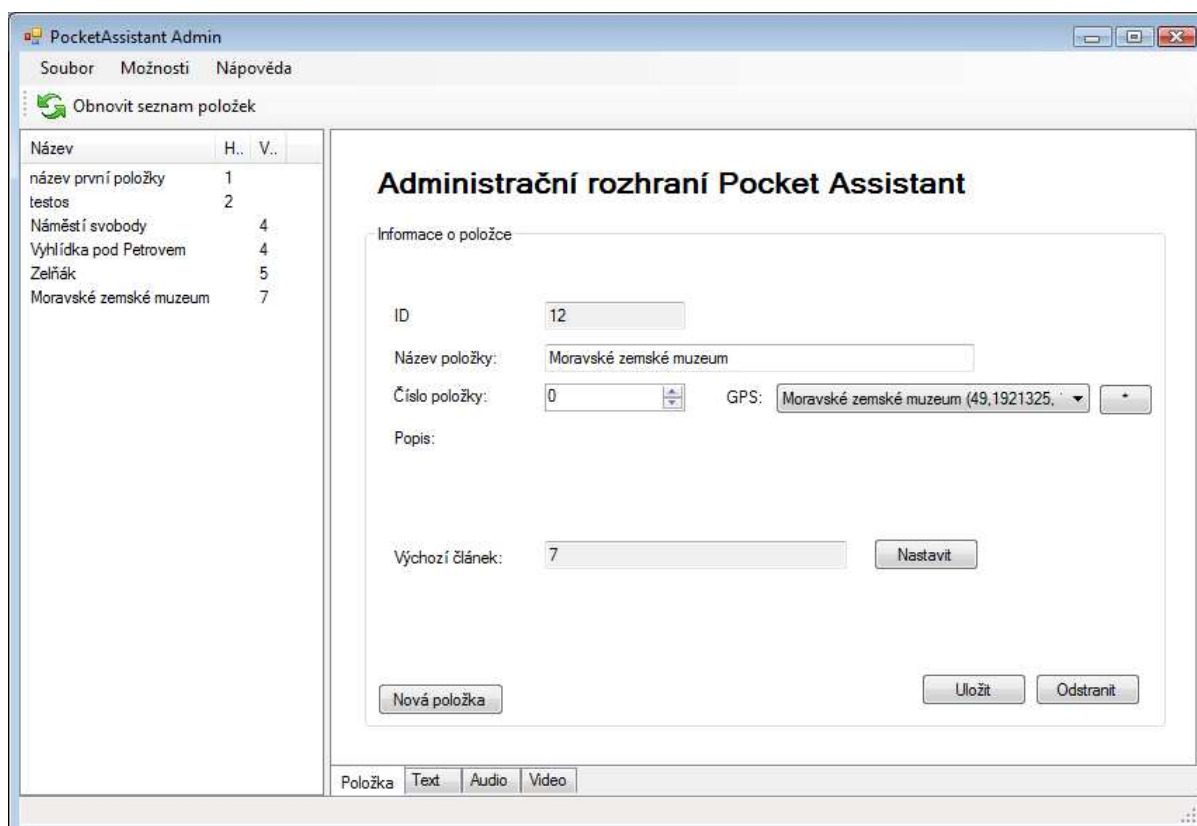 PocketAssistant Admin
Soubor Možnosti Nápověda
Obnovit seznam položek
Název H.. V..
název první položky 1
testos 2
Náměstí svobody 4
Vyhlídka pod Petrovem 4
Zelňák 5
Moravské zemské muzeum 7
Administrační rozhraní Pocket Assistant
Informace o položce
ID 12
Název položky: Moravské zemské muzeum
Číslo položky: 0 GPS: Moravské zemské muzeum (49,1921325, *
Popis:
Výchozí článek: 7 Nastavit
Nová položka Uložit Odstranit
Položka Text Audio Video